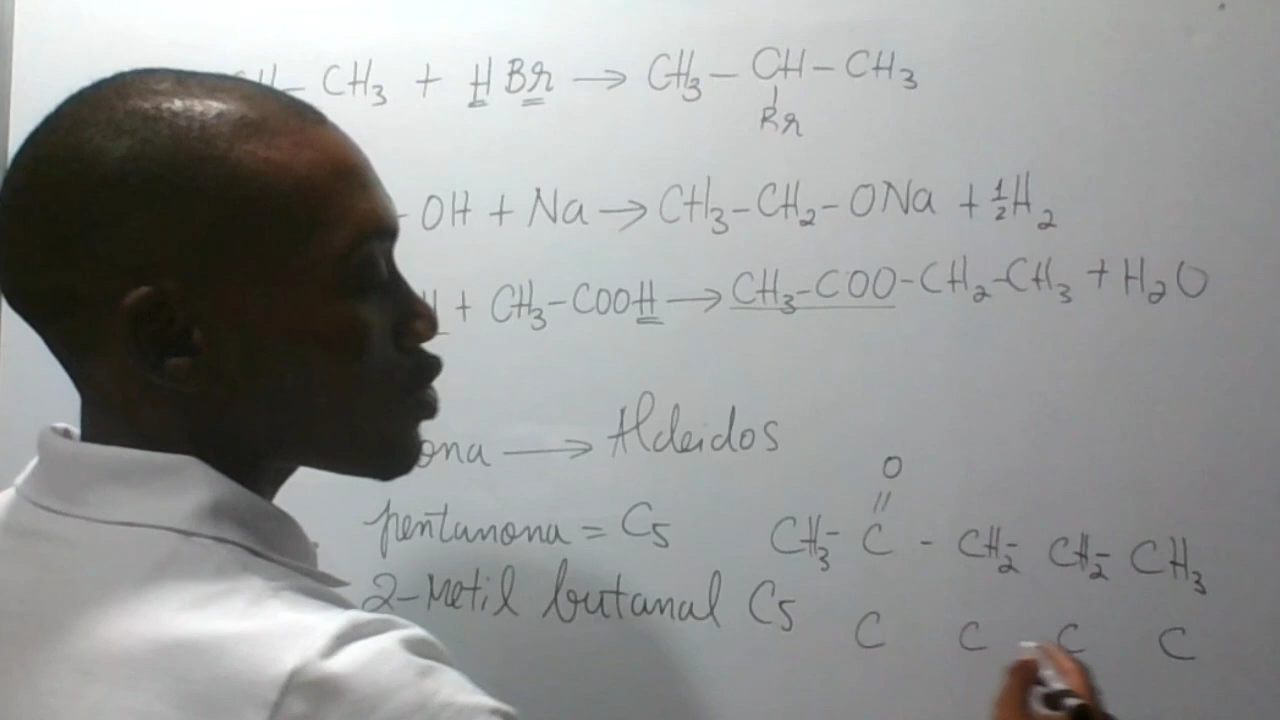 CH-CH₃ + HBr → CH₃-CH-CH₃
Br
-OH + Na → CH₃-CH₂-ONa + ½H₂
+ CH₃-COOH → CH₃-COO-CH₂-CH₃ + H₂O
ona → Aldeidos
O
pentanona = C5 CH₃-C-CH₂-CH₂-CH₃
2-Metil butanal C5
C C C C